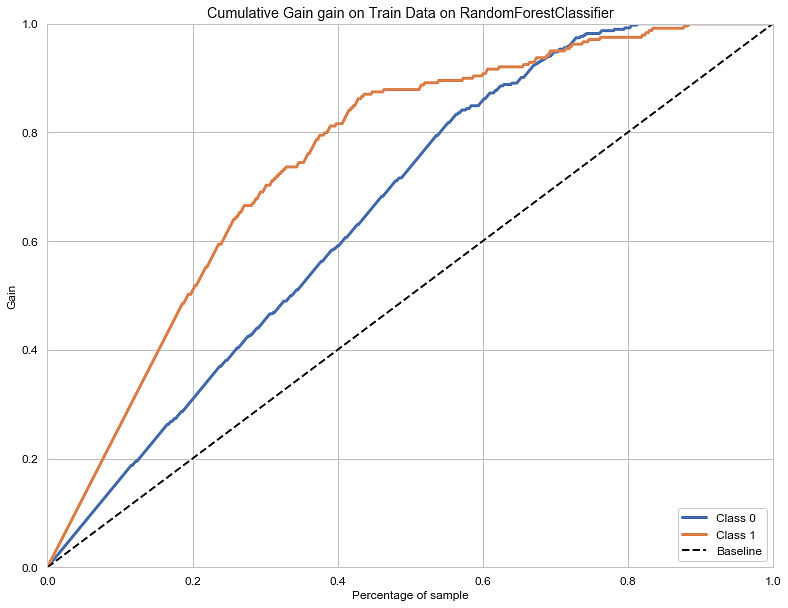 Cumulative Gain gain on Train Data on RandomForestClassifier
1.0
0.8
0.6
Gain
0.4
0.2
0.0
Class 0
Class 1
Baseline
0.0 0.2 0.4 0.6 0.8 1.0
Percentage of sample